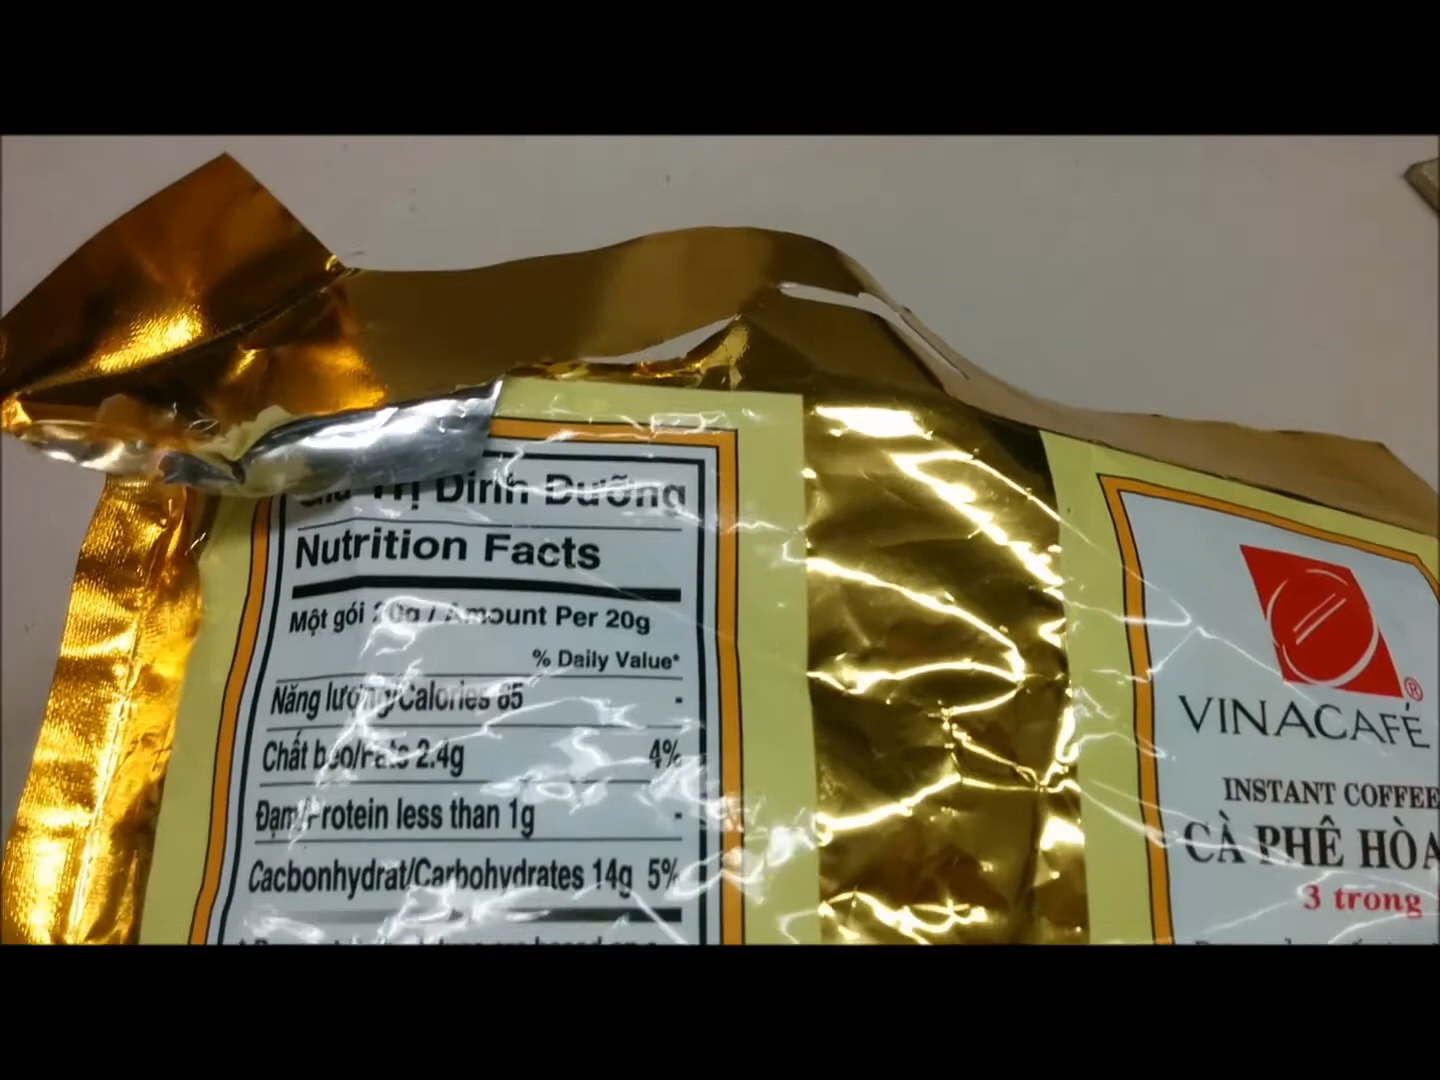 Giá Trị Dinh Dưỡng
Nutrition Facts
Một gói 20g / Amount Per 20g
% Daily Value*
Năng lượng/Calories 85 -
Chất béo/Fats 2.4g 4%
Đạm/Protein less than 1g -
Cacbonhydrat/Carbohydrates 14g 5%
VINACAFÉ
®
INSTANT COFFEE
CÀ PHÊ HÒA
3 trong